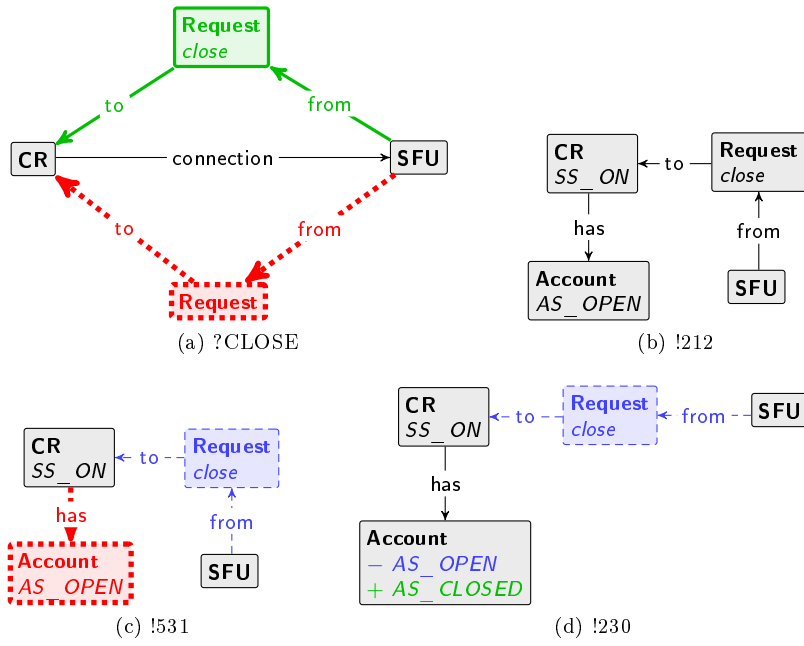 Request
close
to
from
CR
connection
SFU
to
from
Request
(a) ?CLOSE
CR
SS_ON
to
Request
close
has
from
Account
AS_OPEN
SFU
(b) !212
CR
SS_ON
to
Request
close
has
from
Account
AS_OPEN
SFU
(c) !531
CR
SS_ON
to
Request
close
from
SFU
has
Account
− AS_OPEN
+ AS_CLOSED
(d) !230